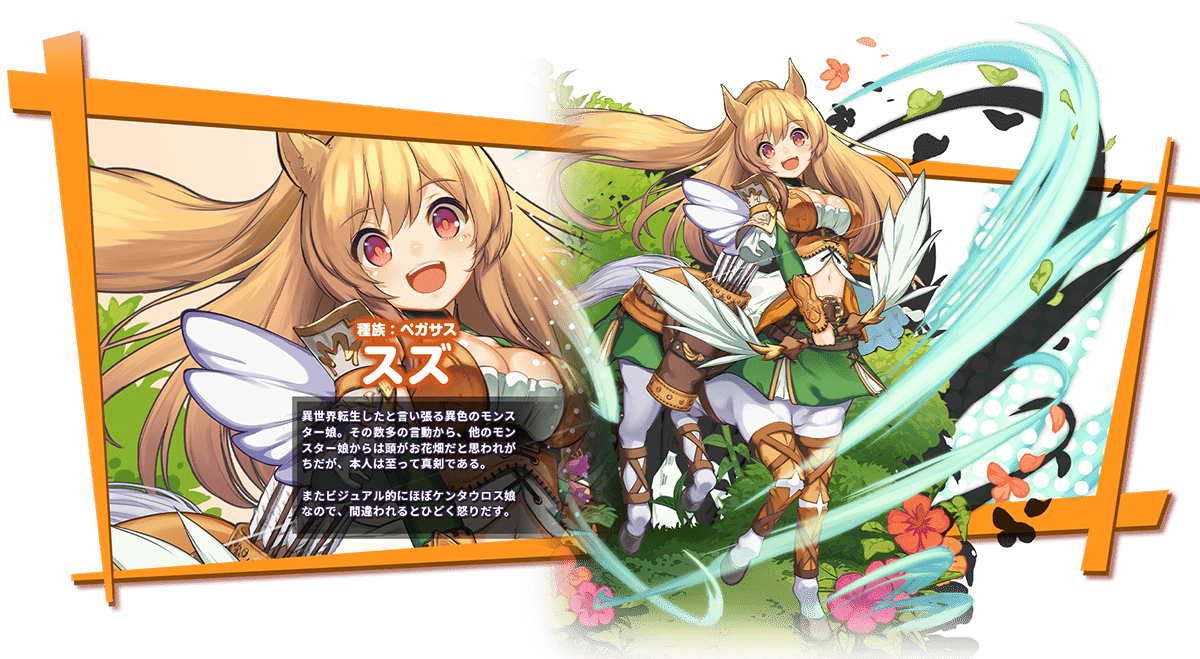 種族：ペガサス
スズ
異世界転生したと言い張る異色のモンス
ター娘。その数多の言動から、他のモン
スター娘からは頭がお花畑だと思われが
ちだが、本人は至って真剣である。
またビジュアル的にほぼケンタウロス娘
なので、間違われるとひどく怒りだす。